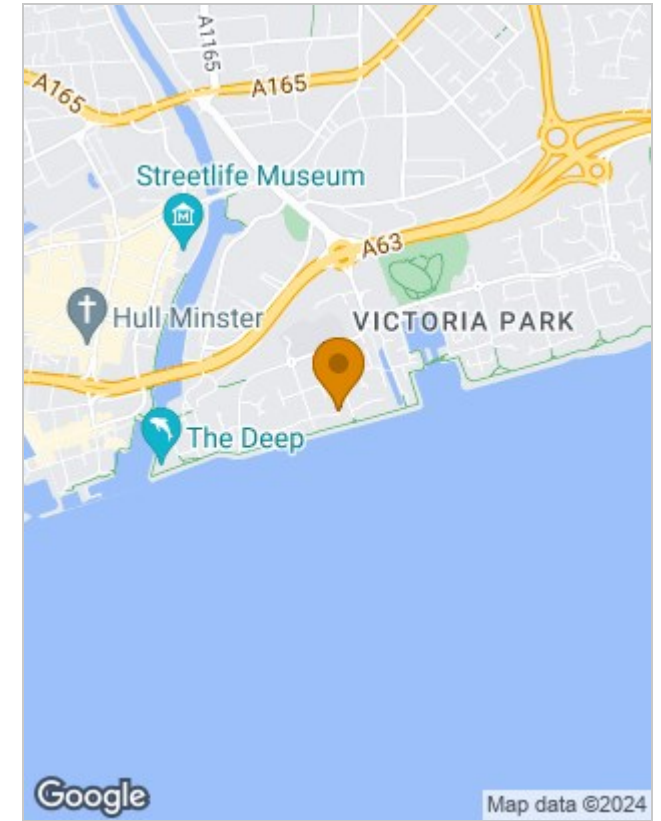 A1165
A165
A165
Streetlife Museum
A63
Hull Minster
VICTORIA PARK
The Deep
Google
Map data ©2024